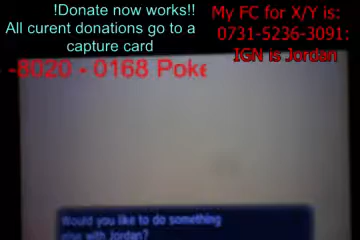 !Donate now works!!
All curent donations go to a
capture card
My FC for X/Y is:
0731-5236-3091:
IGN is Jordan
-8020 - 0168 Poke
Would you like to do something
else with Jordan?